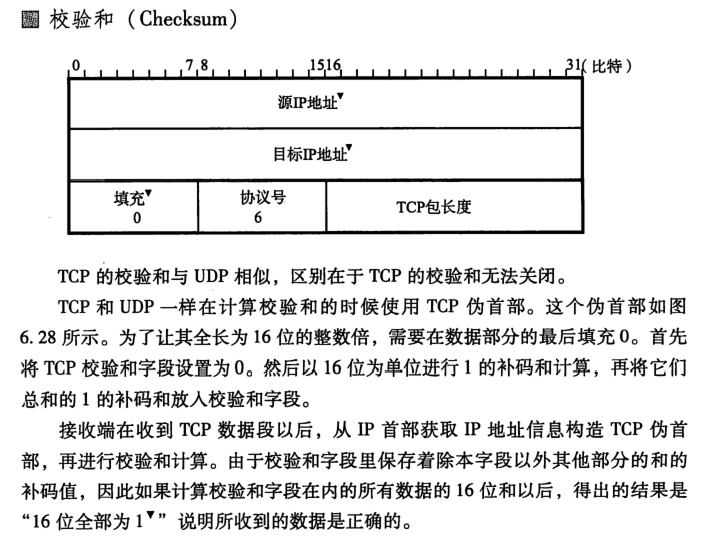 校验和（Checksum）
0 7 8 1516 31（比特）
源IP地址▼
目标IP地址▼
填充▼ 协议号 TCP包长度
0 6
TCP 的校验和与 UDP 相似，区别在于 TCP 的校验和无法关闭。
TCP 和 UDP 一样在计算校验和的时候使用 TCP 伪首部。这个伪首部如图
6.28 所示。为了让其全长为 16 位的整数倍，需要在数据部分的最后填充 0。首先
将 TCP 校验和字段设置为 0。然后以 16 位为单位进行 1 的补码和计算，再将它们
总和的 1 的补码和放入校验和字段。
接收端在收到 TCP 数据段以后，从 IP 首部获取 IP 地址信息构造 TCP 伪首
部，再进行校验和计算。由于校验和字段里保存着除本字段以外其他部分的和的
补码值，因此如果计算校验和字段在内的所有数据的 16 位和以后，得出的结果是
“16 位全部为 1▼” 说明所收到的数据是正确的。